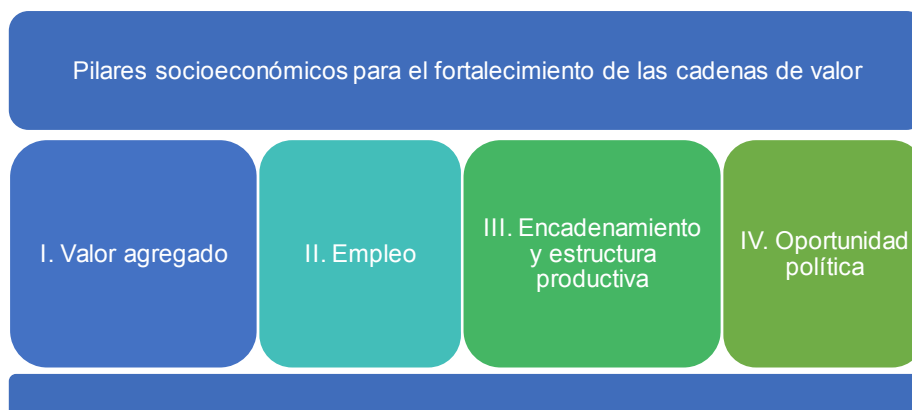 Pilares socioeconómicos para el fortalecimiento de las cadenas de valor
I. Valor agregado
II. Empleo
III. Encadenamiento
y estructura
productiva
IV. Oportunidad
política